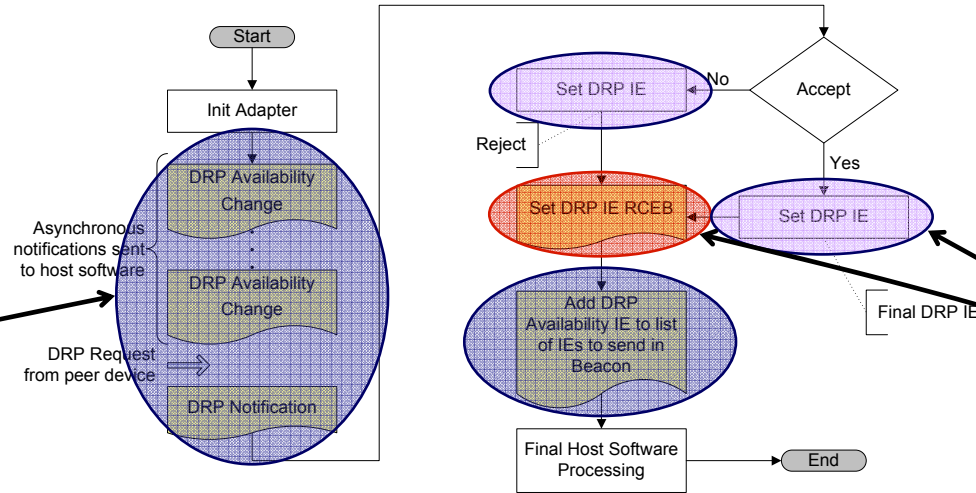 Start
Init Adapter
DRP Availability
Change
Asynchronous
notifications sent
to host software
DRP Availability
Change
DRP Request
from peer device
DRP Notification
Accept
No
Set DRP IE
Reject
Yes
Set DRP IE
Final DRP IE
Set DRP IE RCEB
Add DRP
Availability IE to list
of IEs to send in
Beacon
Final Host Software
Processing
End